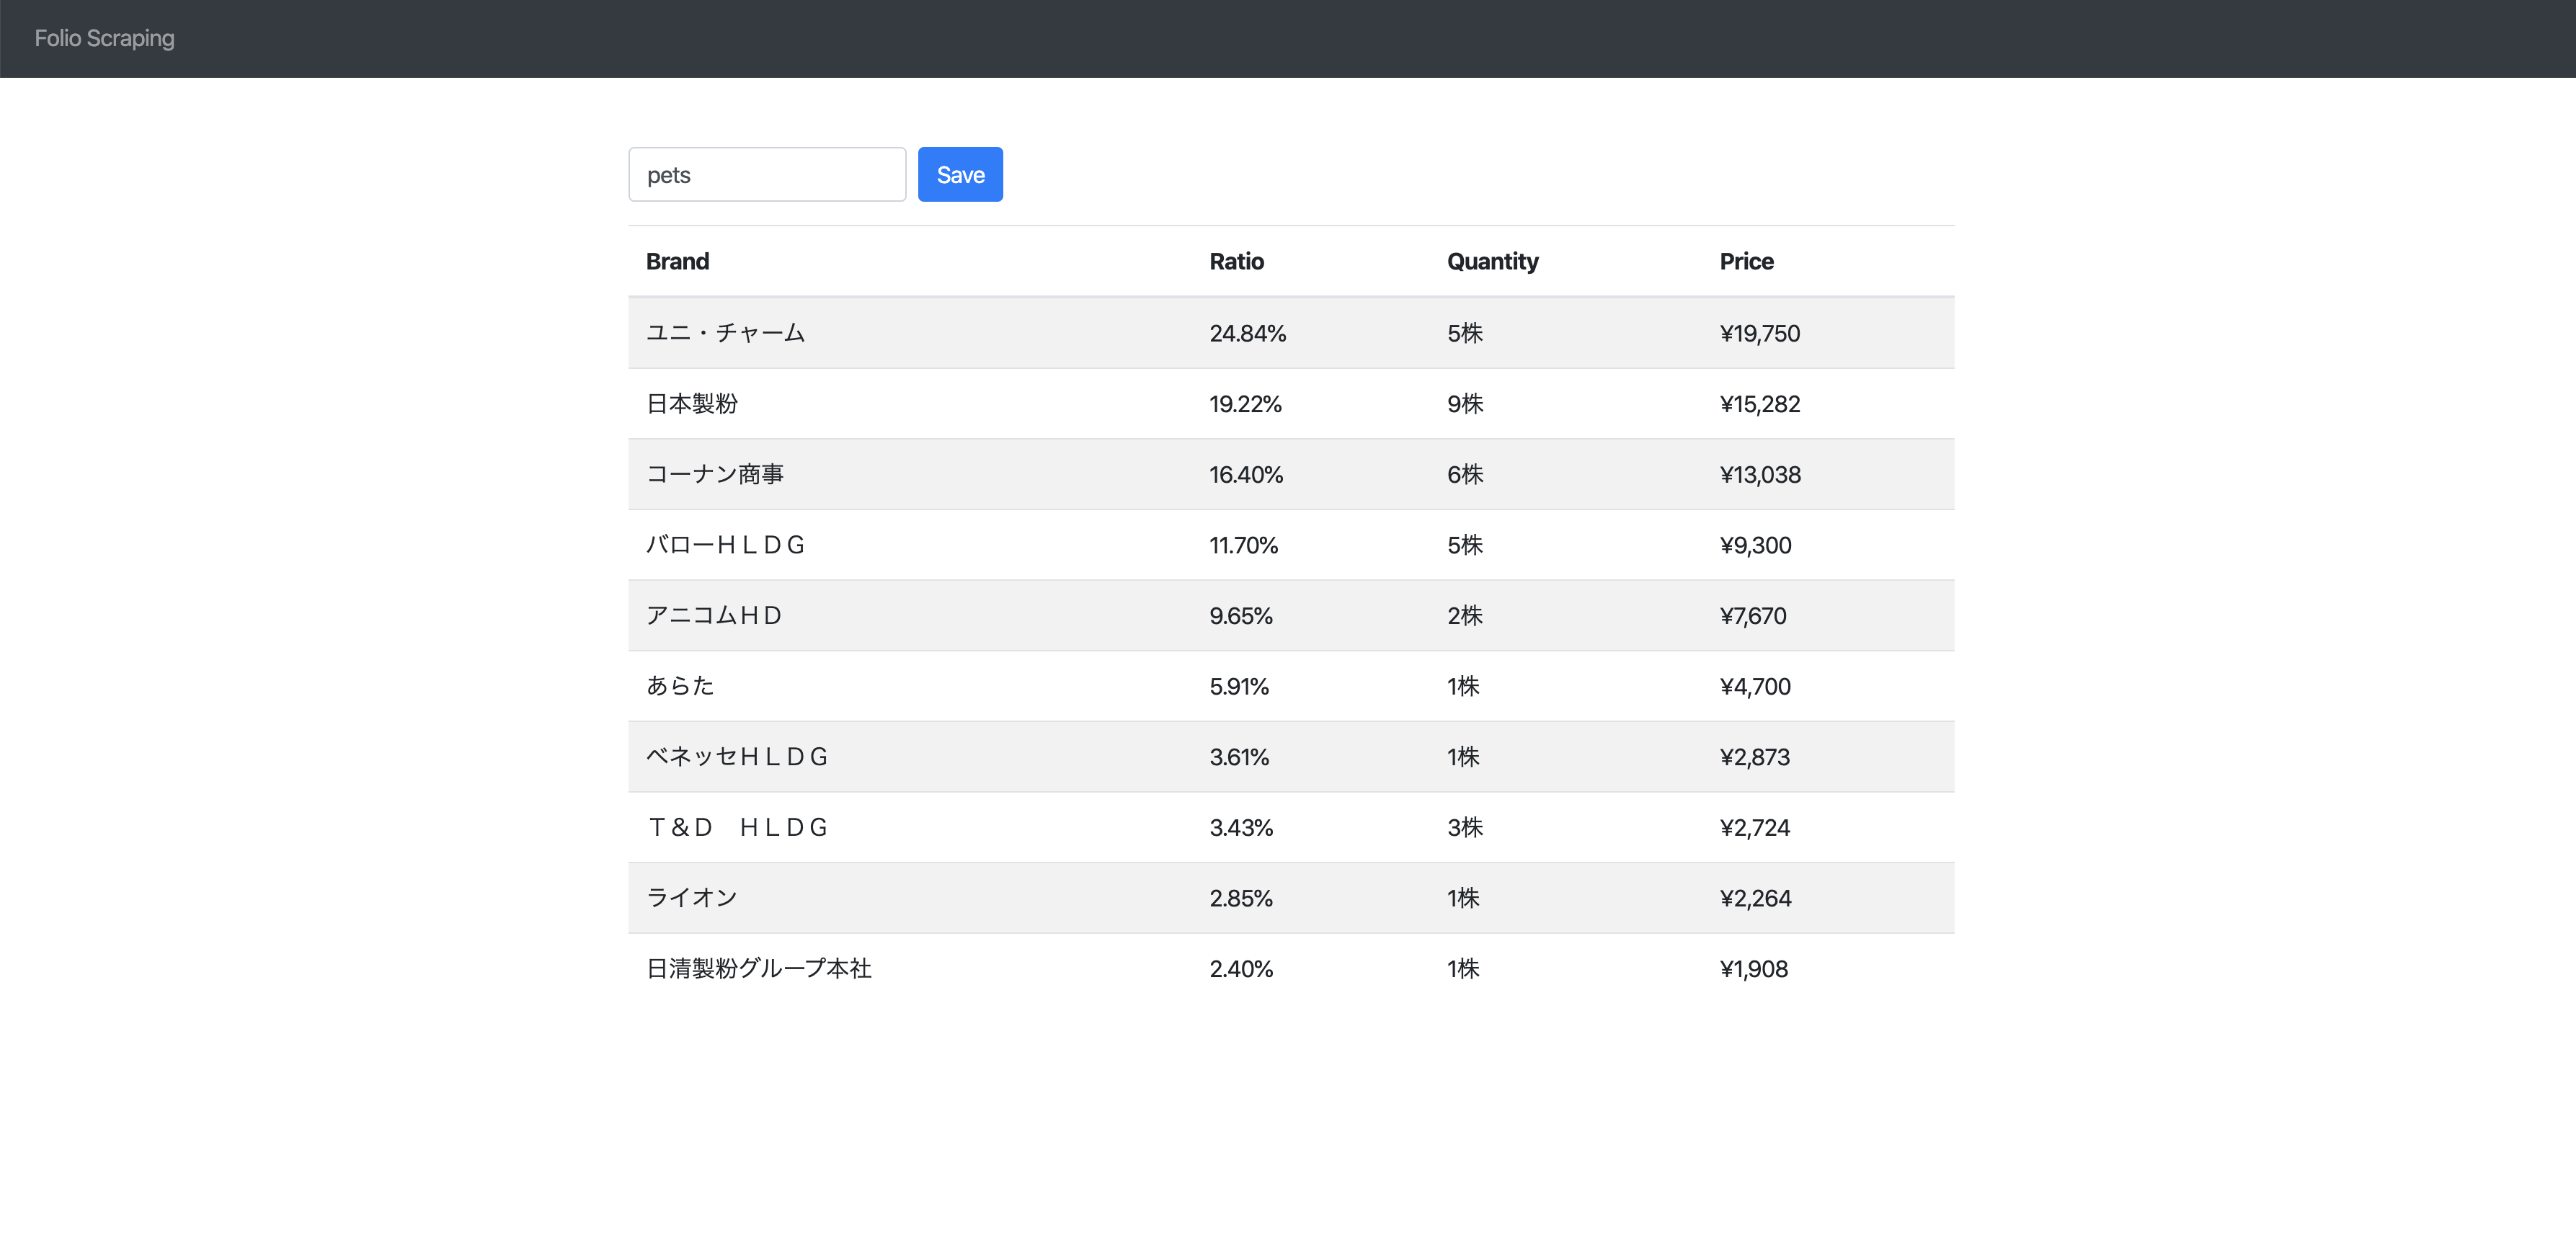 Folio Scraping
pets Save
Brand Ratio Quantity Price
ユニ・チャーム 24.84% 5株 ¥19,750
日本製粉 19.22% 9株 ¥15,282
コーナン商事 16.40% 6株 ¥13,038
バローＨＬＤＧ 11.70% 5株 ¥9,300
アニコムＨＤ 9.65% 2株 ¥7,670
あらた 5.91% 1株 ¥4,700
ベネッセＨＬＤＧ 3.61% 1株 ¥2,873
Ｔ＆Ｄ　ＨＬＤＧ 3.43% 3株 ¥2,724
ライオン 2.85% 1株 ¥2,264
日清製粉グループ本社 2.40% 1株 ¥1,908